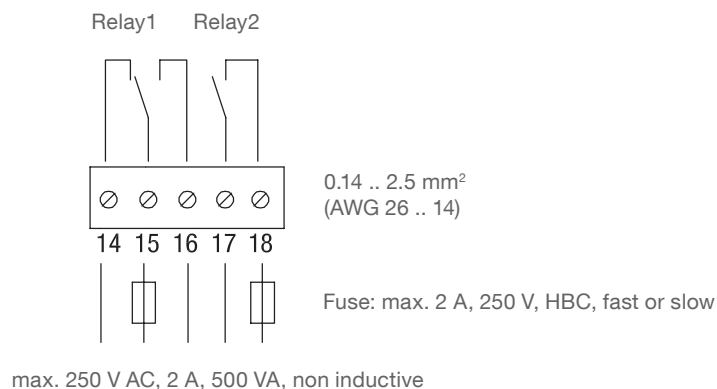 Relay1 Relay2
0.14 .. 2.5 mm²
(AWG 26 .. 14)
14 15 16 17 18
Fuse: max. 2 A, 250 V, HBC, fast or slow
max. 250 V AC, 2 A, 500 VA, non inductive